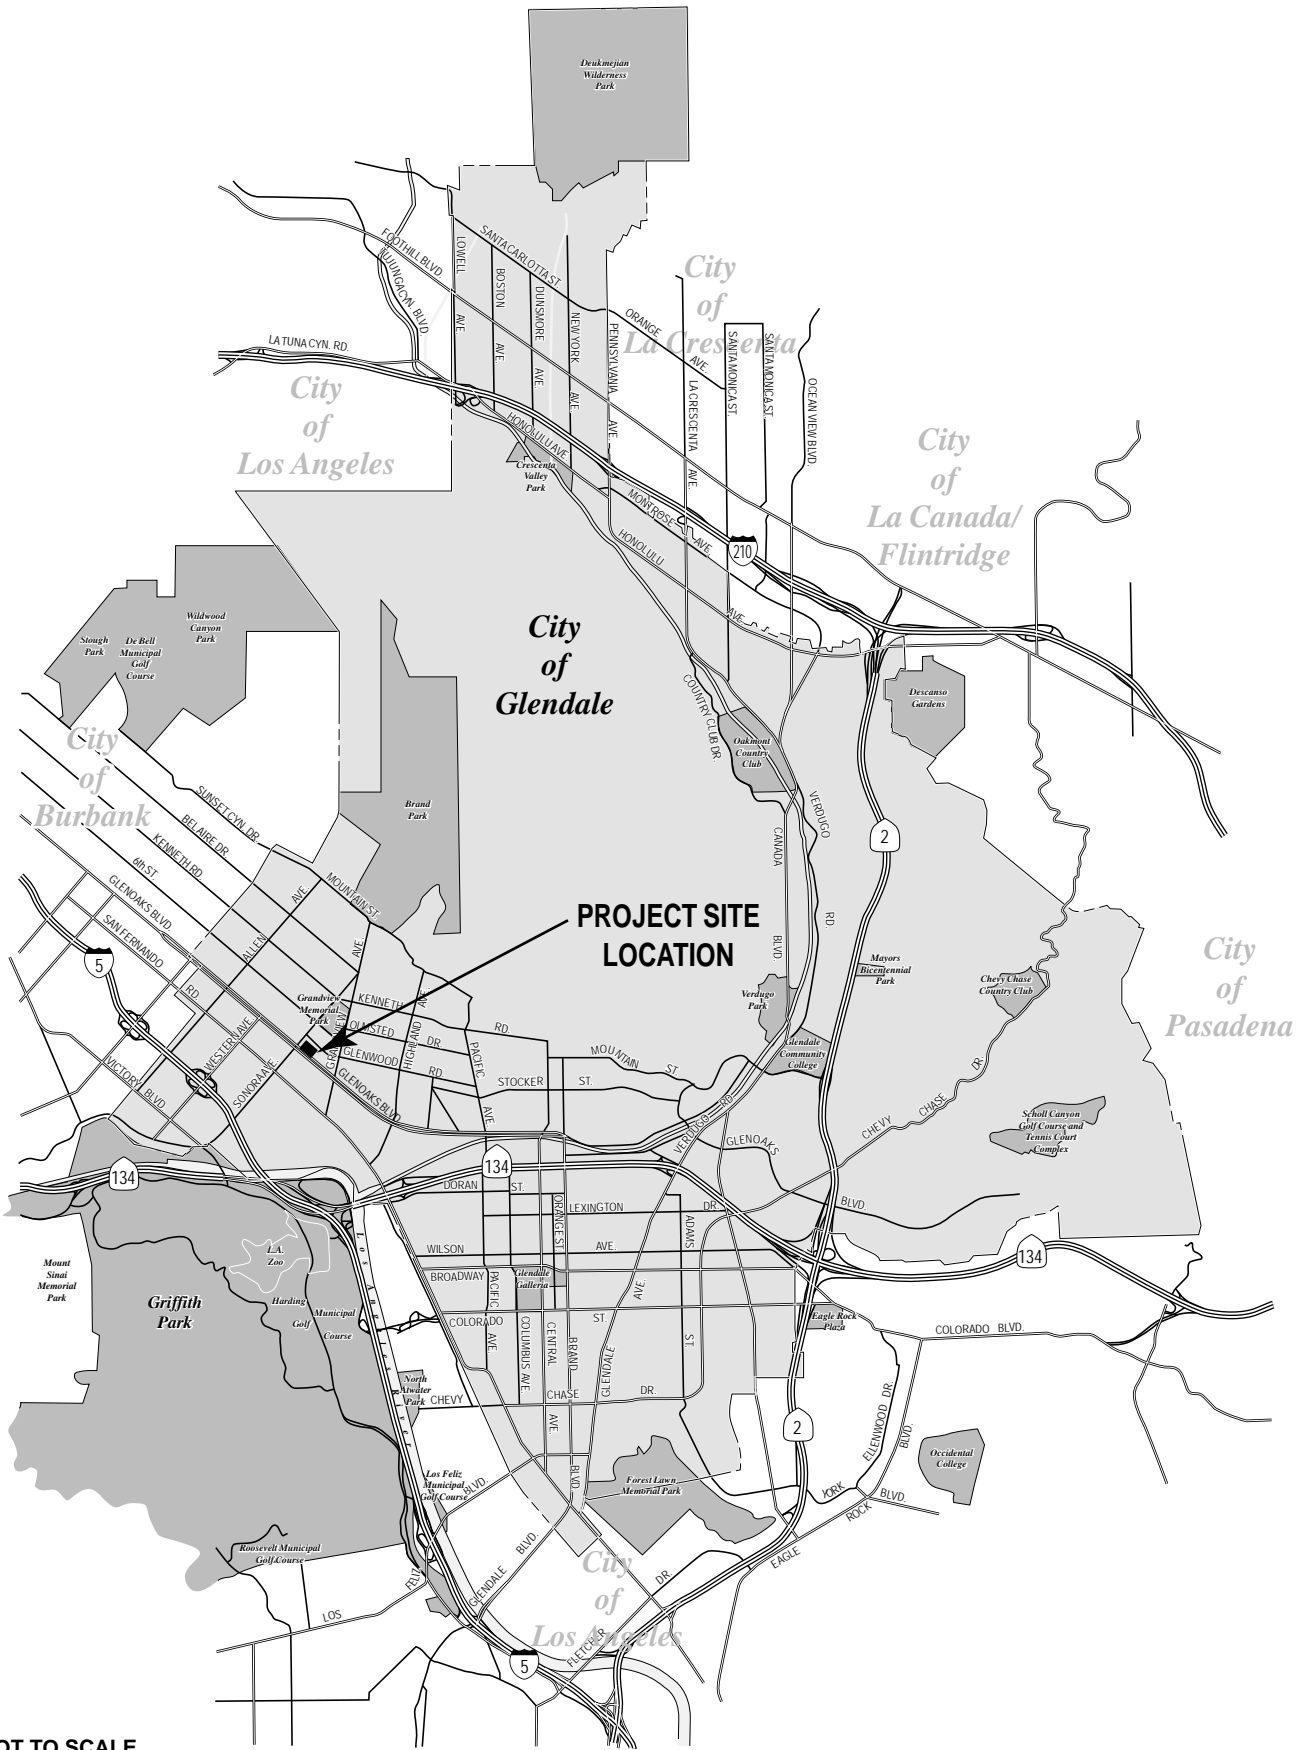 Deukmejian
Wilderness
Park
SANTA CARLOTTA ST.
FOOTHILL BLVD.
TUJUNGA CYN. BLVD.
LOWELL AVE.
BOSTON AVE.
DUNSMORE AVE.
NEW YORK AVE.
PENNSYLVANIA AVE.
ORANGE AVE.
City
of
La Crescenta
LA CRESCENTA AVE.
SANTA MONICA ST.
SANTA MONICA ST.
OCEAN VIEW BLVD.
LA TUNA CYN. RD.
City
of
Los Angeles
HONOLULU AVE.
Crescenta
Valley
Park
MONTROSE AVE.
HONOLULU AVE.
210
City
of
La Canada/
Flintridge
City
of
Glendale
Wildwood
Canyon
Park
Stough
Park
De Bell
Municipal
Golf
Course
COUNTRY CLUB DR.
Descanso
Gardens
Oakmont
Country
Club
City
of
Burbank
Brand
Park
SUNSET CYN. DR.
BELAIRE DR.
KENNETH RD.
6th ST.
GLENOAKS BLVD.
SAN FERNANDO RD.
MOUNTAIN ST.
ALLEN AVE.
VERDUGO RD.
CANADA BLVD.
2
PROJECT SITE
LOCATION
5
Mayors
Bicentennial
Park
Chevy Chase
Country Club
City
of
Pasadena
Verdugo
Park
Grandview
Memorial
Park
GRANDVIEW AVE.
KENNETH RD.
OLMSTED DR.
HIGHLAND AVE.
GLENWOOD RD.
PACIFIC AVE.
WESTERN AVE.
SONORA AVE.
VICTORY BLVD.
GLENOAKS BLVD.
MOUNTAIN ST.
STOCKER ST.
Glendale
Community
College
CHEVY CHASE DR.
Scholl Canyon
Golf Course and
Tennis Court
Complex
VERDUGO RD.
GLENOAKS BLVD.
134
134
DORAN ST.
ORANGE ST.
LEXINGTON DR.
ADAMS ST.
WILSON AVE.
134
Los Angeles River
L.A.
Zoo
Mount
Sinai
Memorial
Park
Griffith
Park
Harding Municipal
Golf Course
BROADWAY
Glendale
Galleria
PACIFIC AVE.
COLORADO ST.
COLUMBUS AVE.
CENTRAL AVE.
BRAND BLVD.
GLENDALE AVE.
Eagle Rock
Plaza
COLORADO BLVD.
North
Atwater
Park
CHEVY CHASE DR.
ELLENWOOD DR.
2
Occidental
College
Forest Lawn
Memorial Park
Los Feliz
Municipal
Golf Course
YORK BLVD.
EAGLE ROCK BLVD.
Roosevelt Municipal
Golf Course
LOS FELIZ BLVD.
GLENDALE BLVD.
City
of
Los Angeles
FLETCHER DR.
5
OT TO SCALE